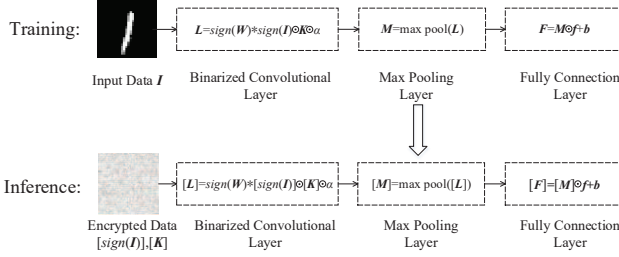 Training:
L=sign(W)*sign(I)⊙K⊙α
M=max pool(L)
F=M⊙f+b
Input Data I
Binarized Convolutional
Layer
Max Pooling
Layer
Fully Connection
Layer
Inference:
[L]=sign(W)*[sign(I)]⊙[K]⊙α
[M]=max pool([L])
[F]=[M]⊙f+b
Encrypted Data
[sign(I)],[K]
Binarized Convolutional
Layer
Max Pooling
Layer
Fully Connection
Layer